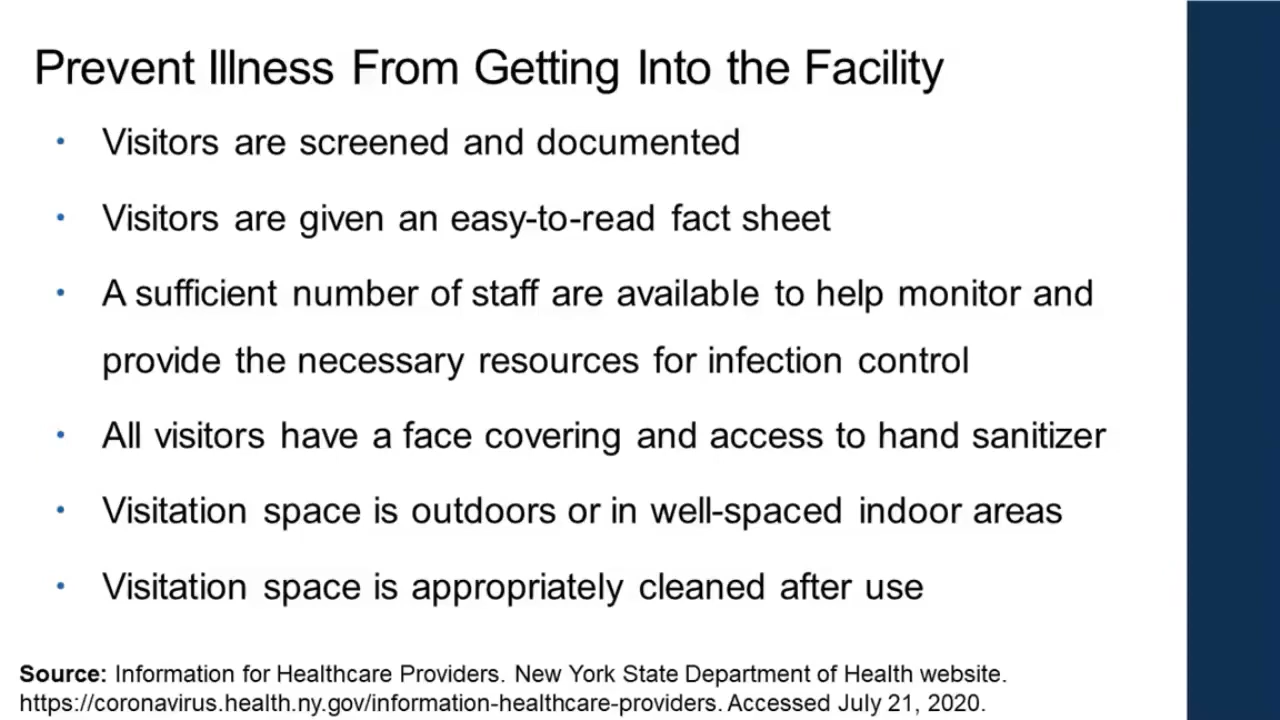 Prevent Illness From Getting Into the Facility
• Visitors are screened and documented
• Visitors are given an easy-to-read fact sheet
• A sufficient number of staff are available to help monitor and
provide the necessary resources for infection control
• All visitors have a face covering and access to hand sanitizer
• Visitation space is outdoors or in well-spaced indoor areas
• Visitation space is appropriately cleaned after use
Source: Information for Healthcare Providers. New York State Department of Health website.
https://coronavirus.health.ny.gov/information-healthcare-providers. Accessed July 21, 2020.